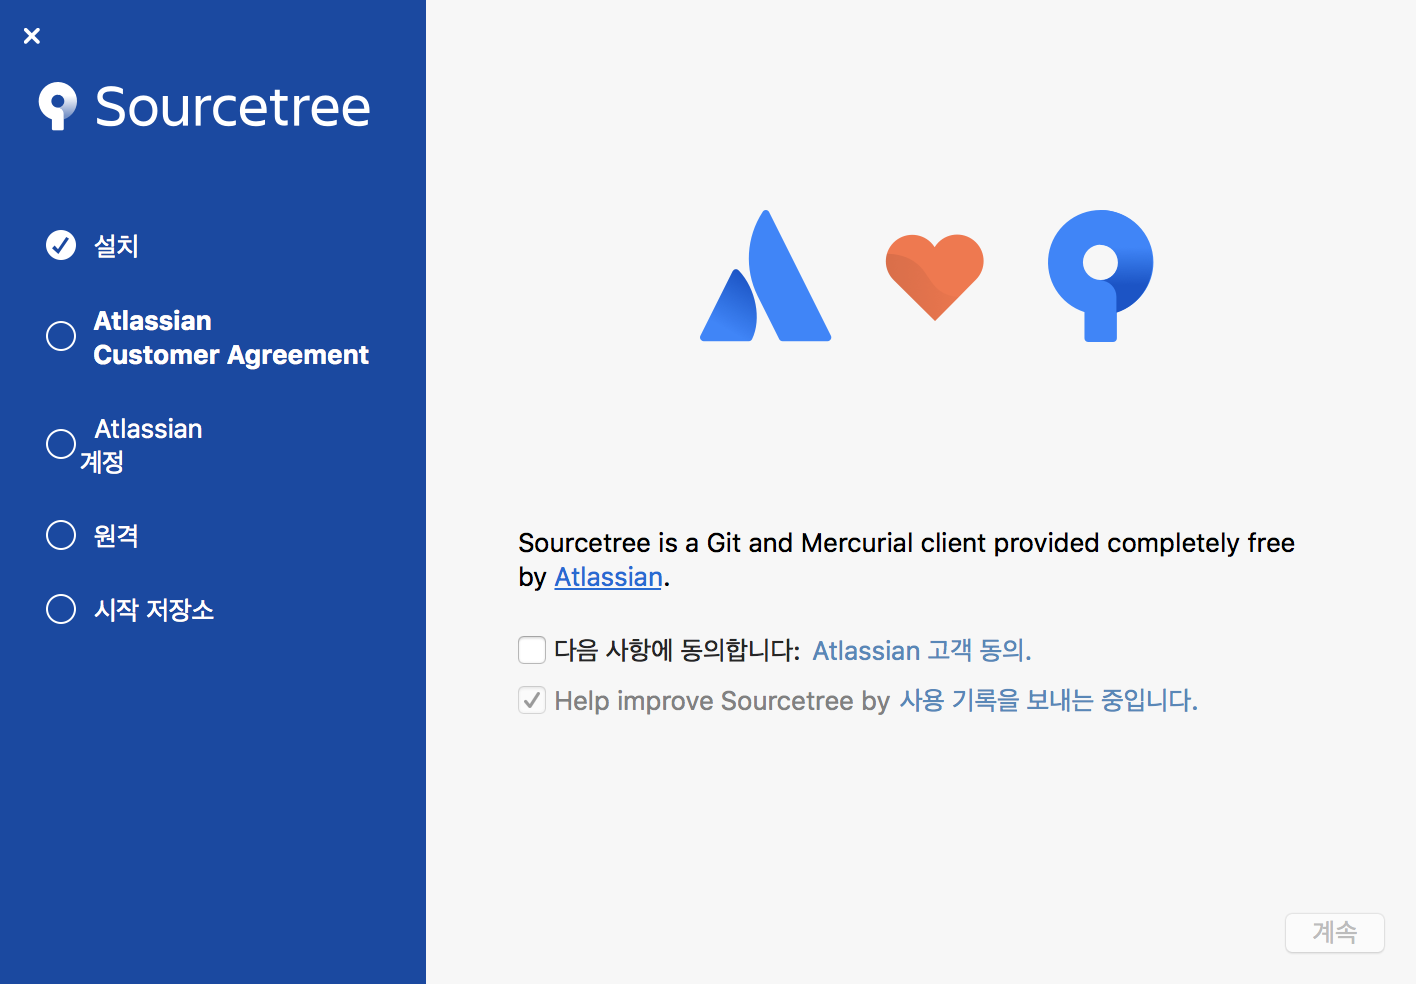 Sourcetree
설치
Atlassian
Customer Agreement
Atlassian
계정
원격
시작 저장소
Sourcetree is a Git and Mercurial client provided completely free
by Atlassian.
다음 사항에 동의합니다: Atlassian 고객 동의.
Help improve Sourcetree by 사용 기록을 보내는 중입니다.
계속